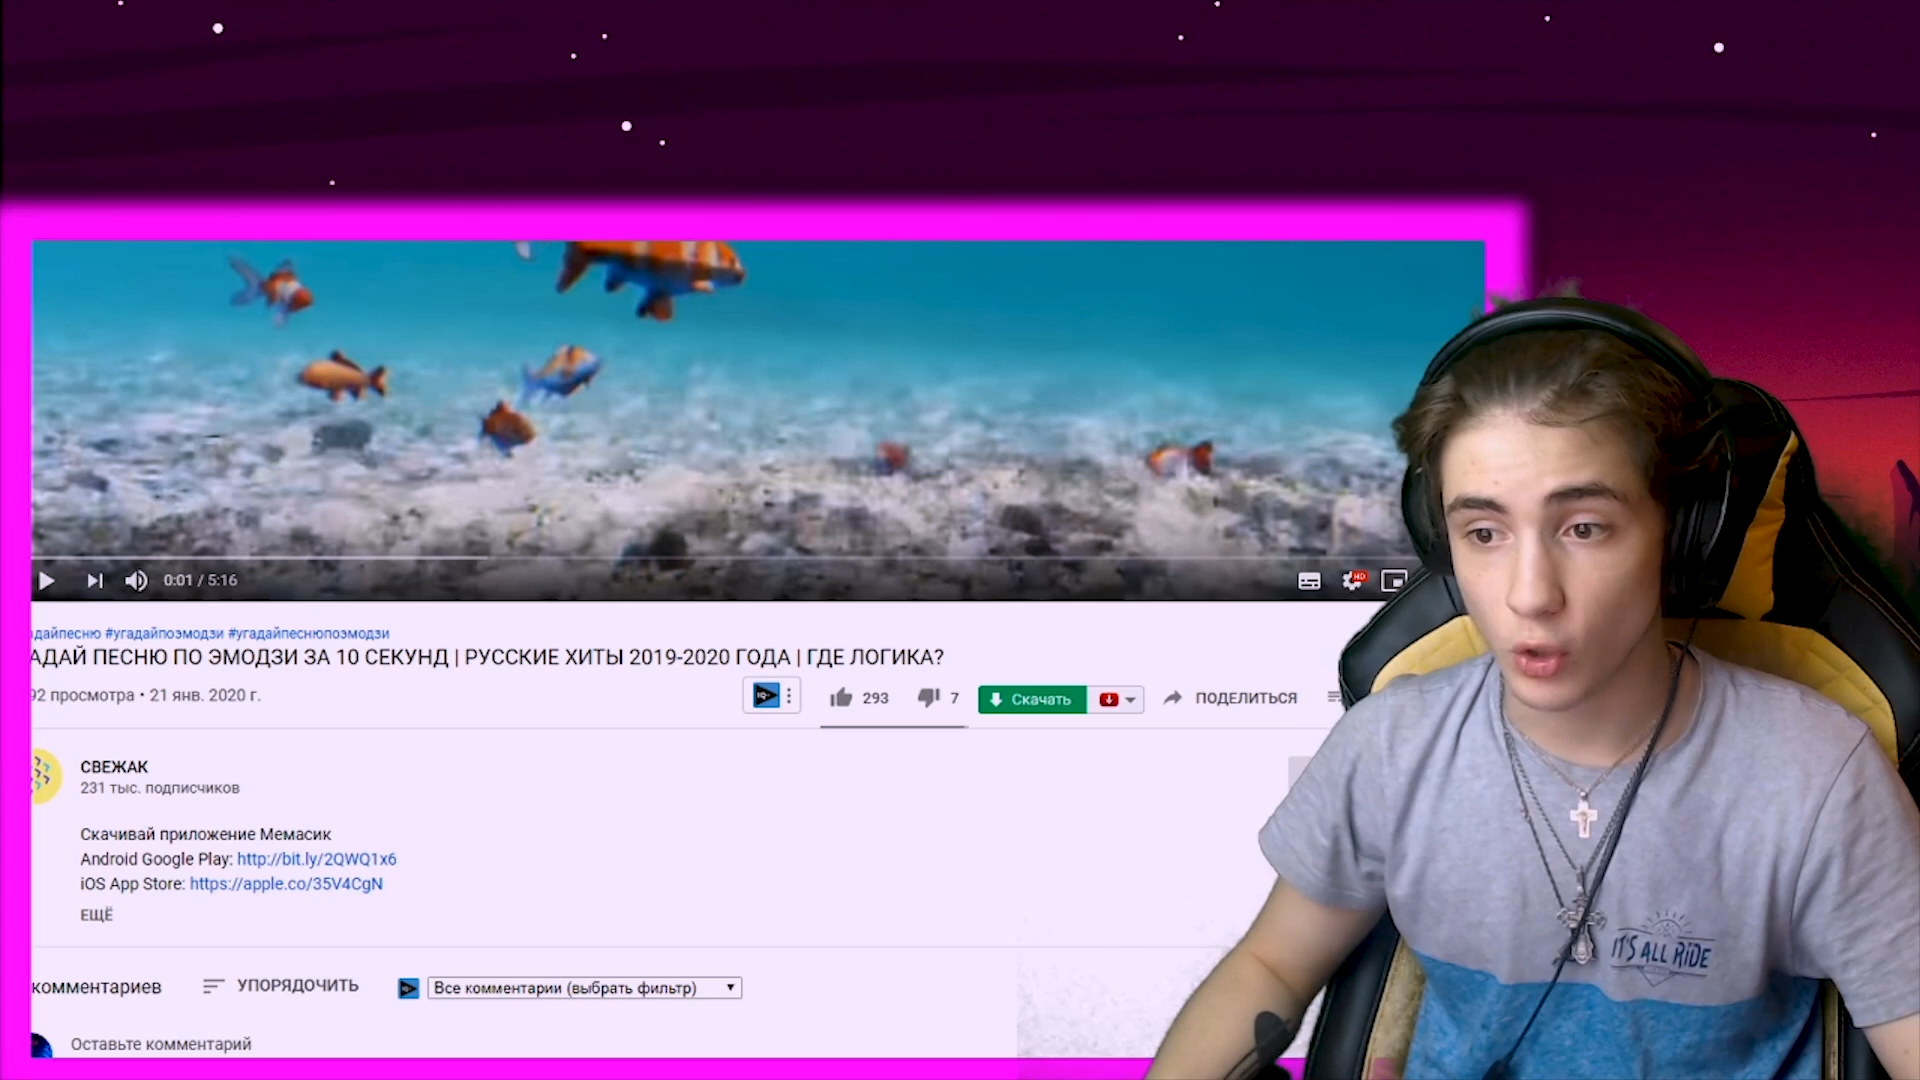 0:01 / 5:16
HD
адайпесню #угадайпоэмодзи #угадайпеснюпоэмодзи
АДАЙ ПЕСНЮ ПО ЭМОДЗИ ЗА 10 СЕКУНД | РУССКИЕ ХИТЫ 2019-2020 ГОДА | ГДЕ ЛОГИКА?
92 просмотра • 21 янв. 2020 г.
293
7
Скачать
ПОДЕЛИТЬСЯ
СВЕЖАК
231 тыс. подписчиков
Скачивай приложение Мемасик
Android Google Play: http://bit.ly/2QWQ1x6
iOS App Store: https://apple.co/35V4CgN
ЕЩЁ
комментариев
УПОРЯДОЧИТЬ
Все комментарии (выбрать фильтр)
Оставьте комментарий
IT'S ALL RIDE